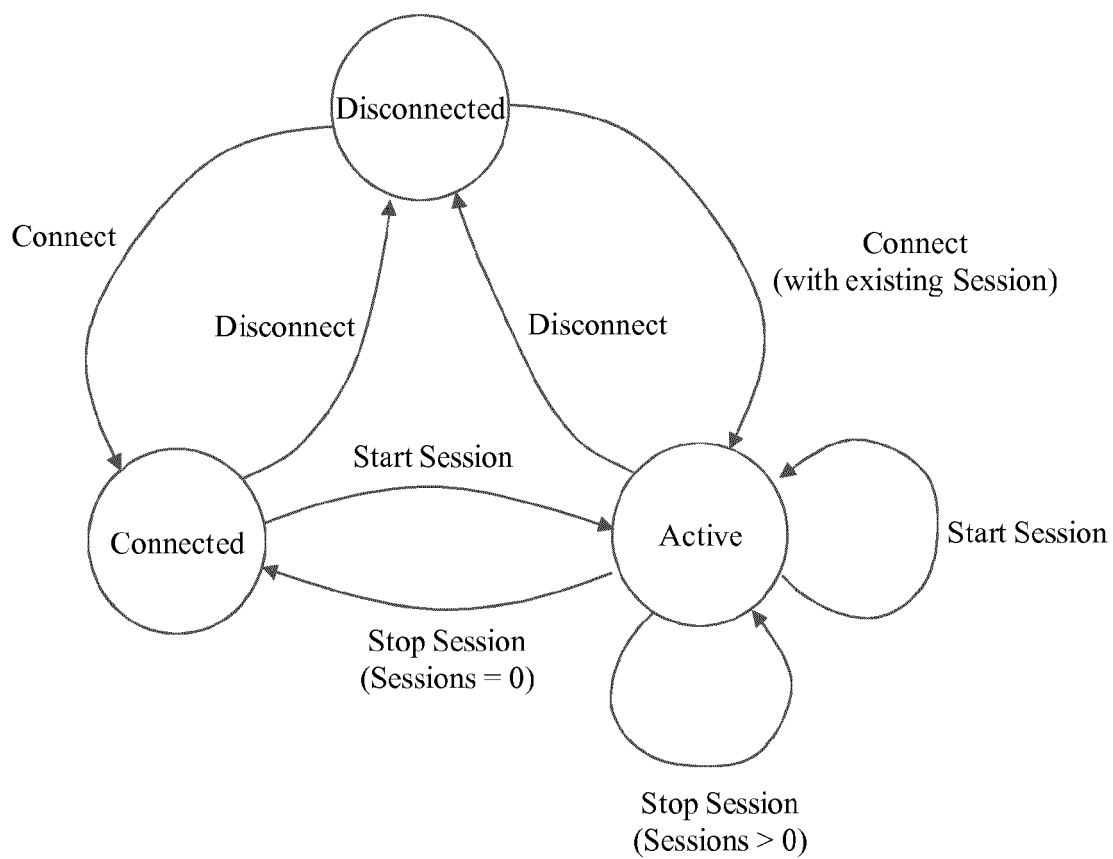 Disconnected
Connect
Connect
(with existing Session)
Disconnect
Disconnect
Start Session
Connected
Active
Start Session
Stop Session
(Sessions = 0)
Stop Session
(Sessions > 0)